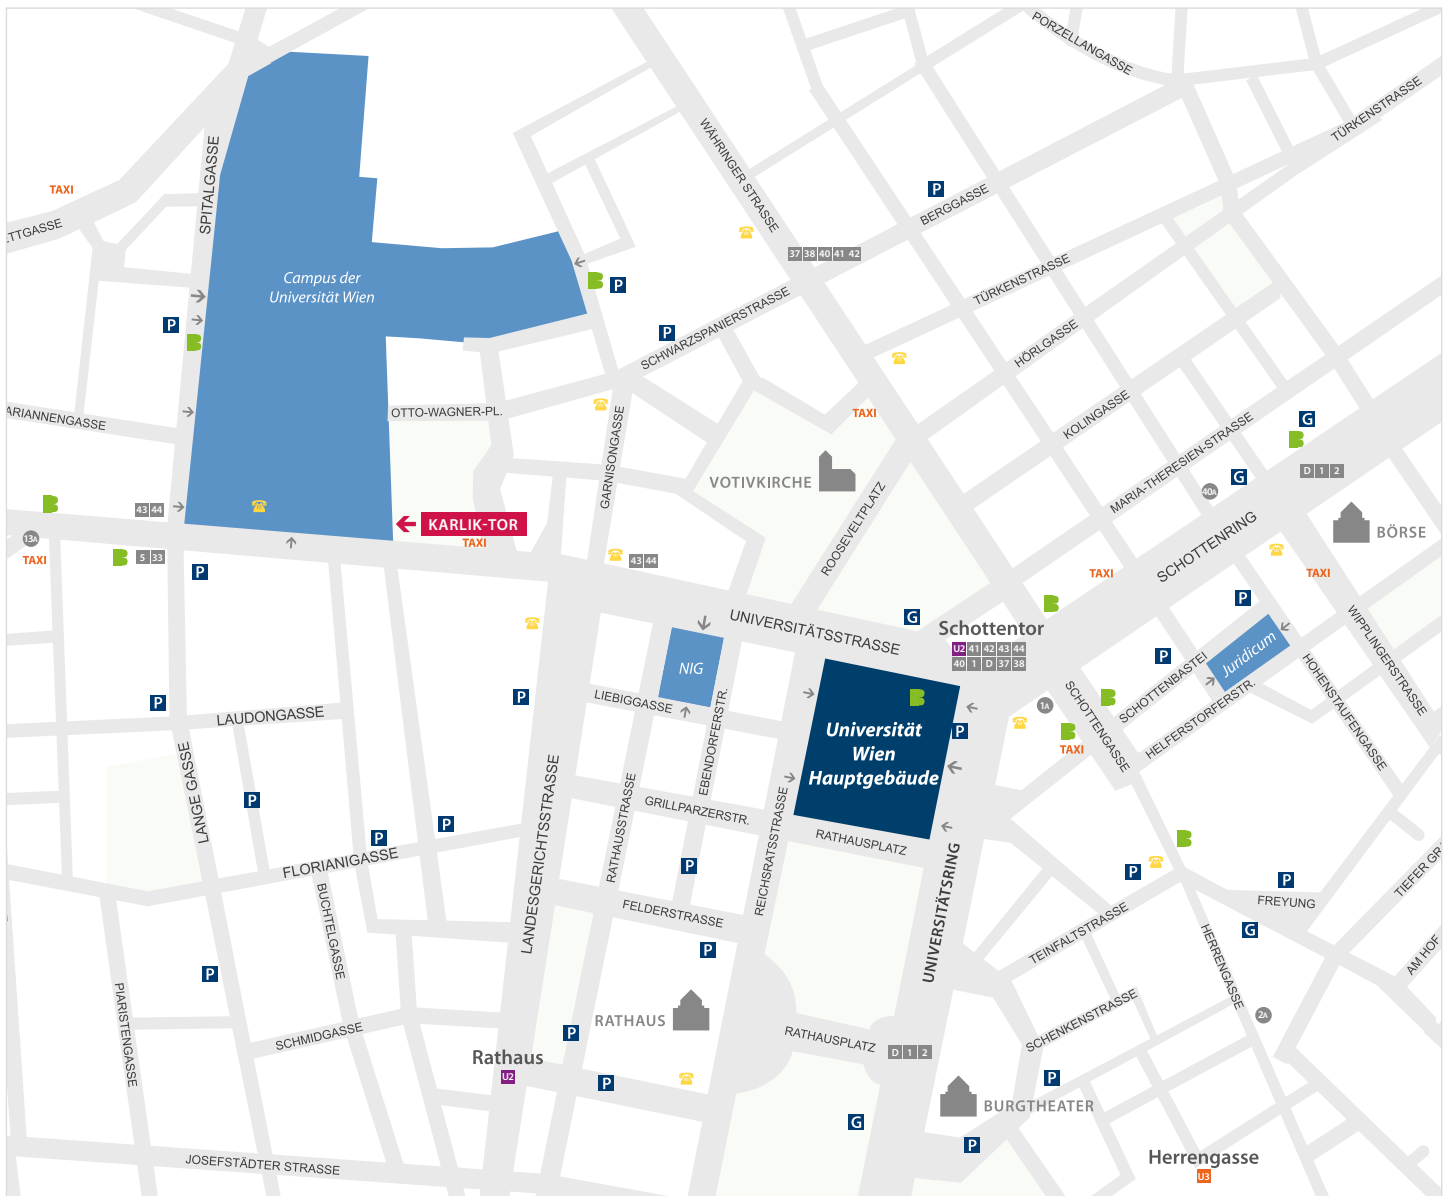 PORZELLANGASSE
TÜRKENSTRASSE
WÄHRINGER STRASSE
SPITALGASSE
TAXI
P
BERGGASSE
ETTGASSE
37 38 40 41 42
Campus der
Universität Wien
TÜRKENSTRASSE
P
P
P
SCHWARZSPANIERSTRASSE
HÖRLGASSE
ARIANNENGASSE
OTTO-WAGNER-PL.
TAXI
KOLINGASSE
G
GARNISONGASSE
MARIA-THERESIEN-STRASSE
VOTIVKIRCHE
D 1 2
G
40A
43 44
ROOSEVELTPLATZ
KARLIK-TOR
BÖRSE
13A
TAXI
SCHOTTENRING
TAXI
5 33
43 44
TAXI
TAXI
P
P
UNIVERSITÄTSSTRASSE
G
WIPPLINGERSTRASSE
Schottentor
U2 41 42 43 44
40 1 D 37 38
P
Juridicum
NIG
SCHOTTENBASTEI
HOHENSTAUFENGASSE
P
P
LIEBIGGASSE
SCHOTTENGASSE
HELFERSTORFERSTR.
1A
LAUDONGASSE
EBENDORFERSTR.
P
Universität
Wien
Hauptgebäude
TAXI
LANGE GASSE
P
LANDESGERICHTSSTRASSE
RATHAUSSTRASSE
GRILLPARZERSTR.
REICHSRATSSTRASSE
P
P
RATHAUSPLATZ
FLORIANIGASSE
P
P
P
TIEFER GR
BUCHTELGASSE
FELDERSTRASSE
UNIVERSITÄTSRING
FREYUNG
TEINFALTSTRASSE
G
P
P
HERRENGASSE
AM HOF
PIARISTENGASSE
RATHAUS
2A
SCHENKENSTRASSE
SCHMIDGASSE
P
RATHAUSPLATZ
D 1 2
Rathaus
U2
P
P
BURGTHEATER
G
P
Herrengasse
U3
JOSEFSTÄDTER STRASSE